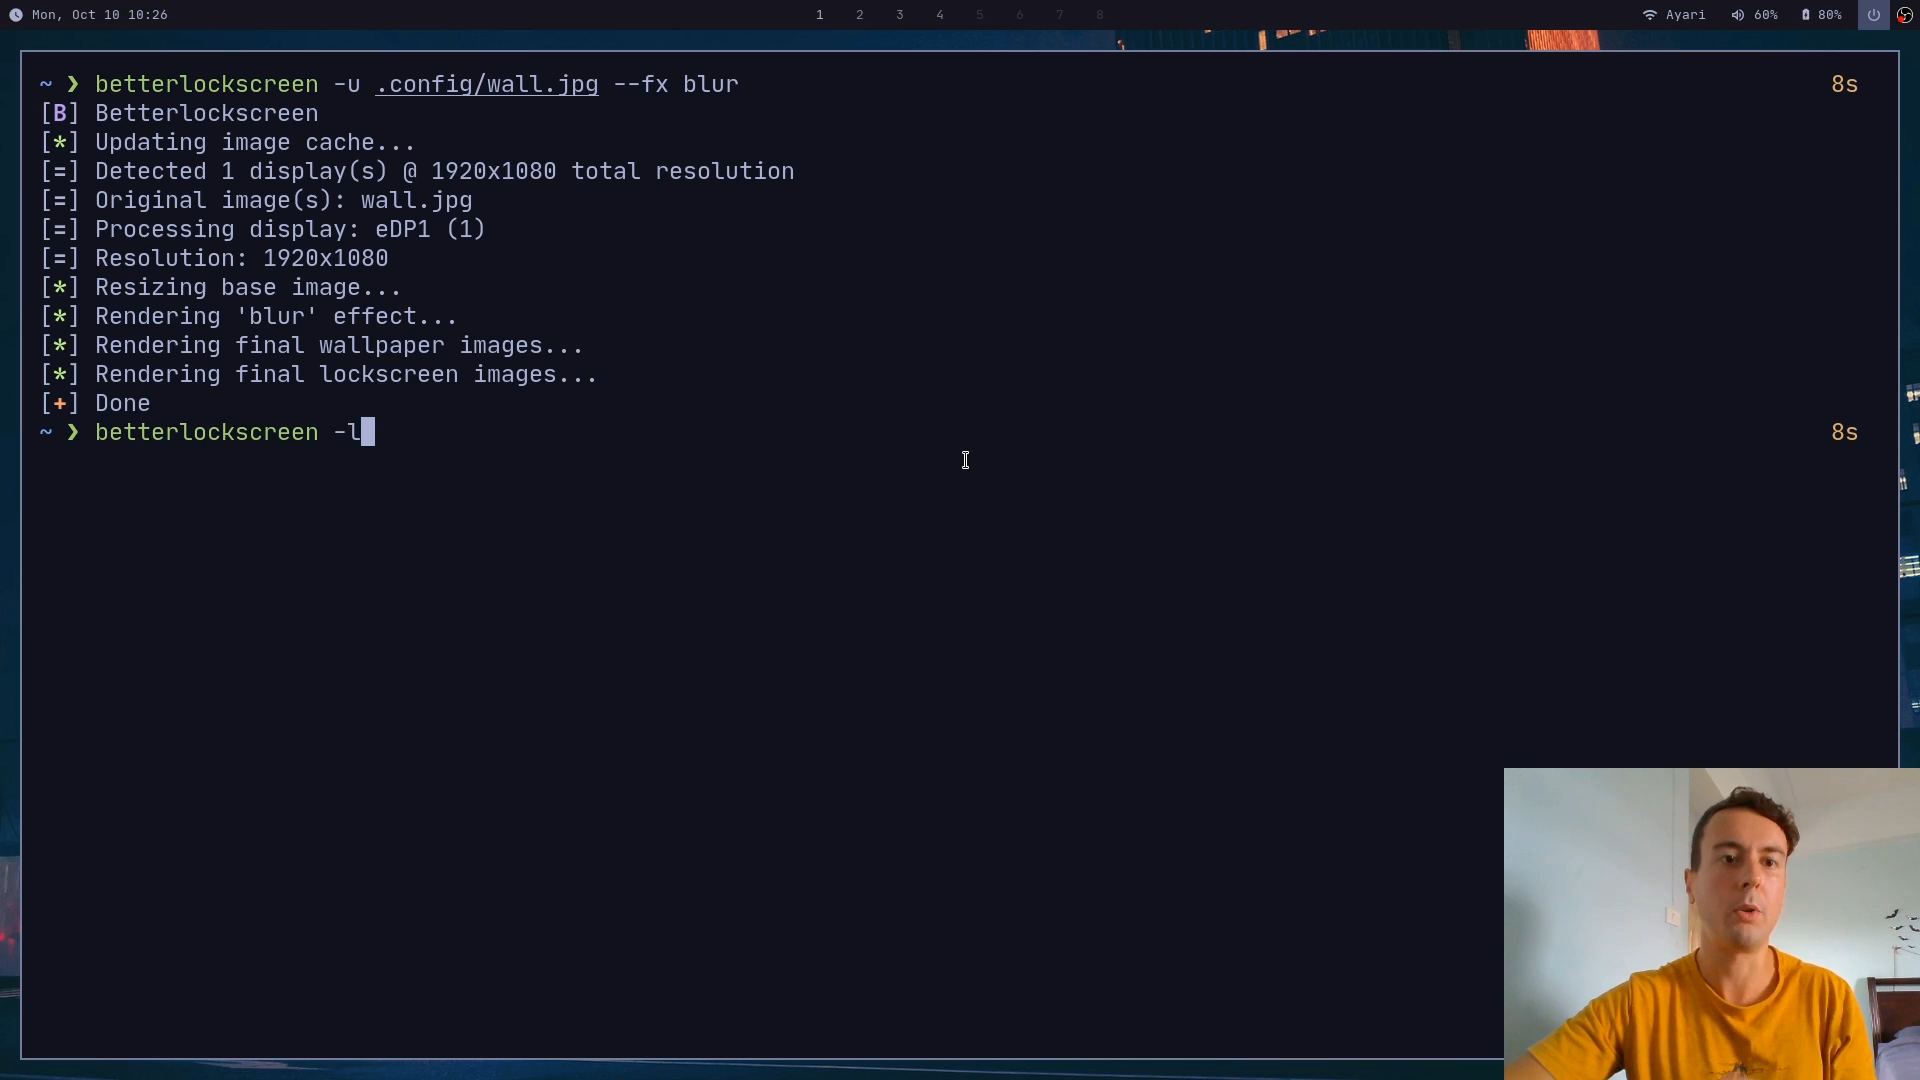 Mon, Oct 10 10:26 1 2 3 4 5 6 7 8 Ayari 60% 80%
~ ❯ betterlockscreen -u .config/wall.jpg --fx blur 8s
[B] Betterlockscreen
[*] Updating image cache...
[=] Detected 1 display(s) @ 1920x1080 total resolution
[=] Original image(s): wall.jpg
[=] Processing display: eDP1 (1)
[=] Resolution: 1920x1080
[*] Resizing base image...
[*] Rendering 'blur' effect...
[*] Rendering final wallpaper images...
[*] Rendering final lockscreen images...
[+] Done
~ ❯ betterlockscreen -l 8s